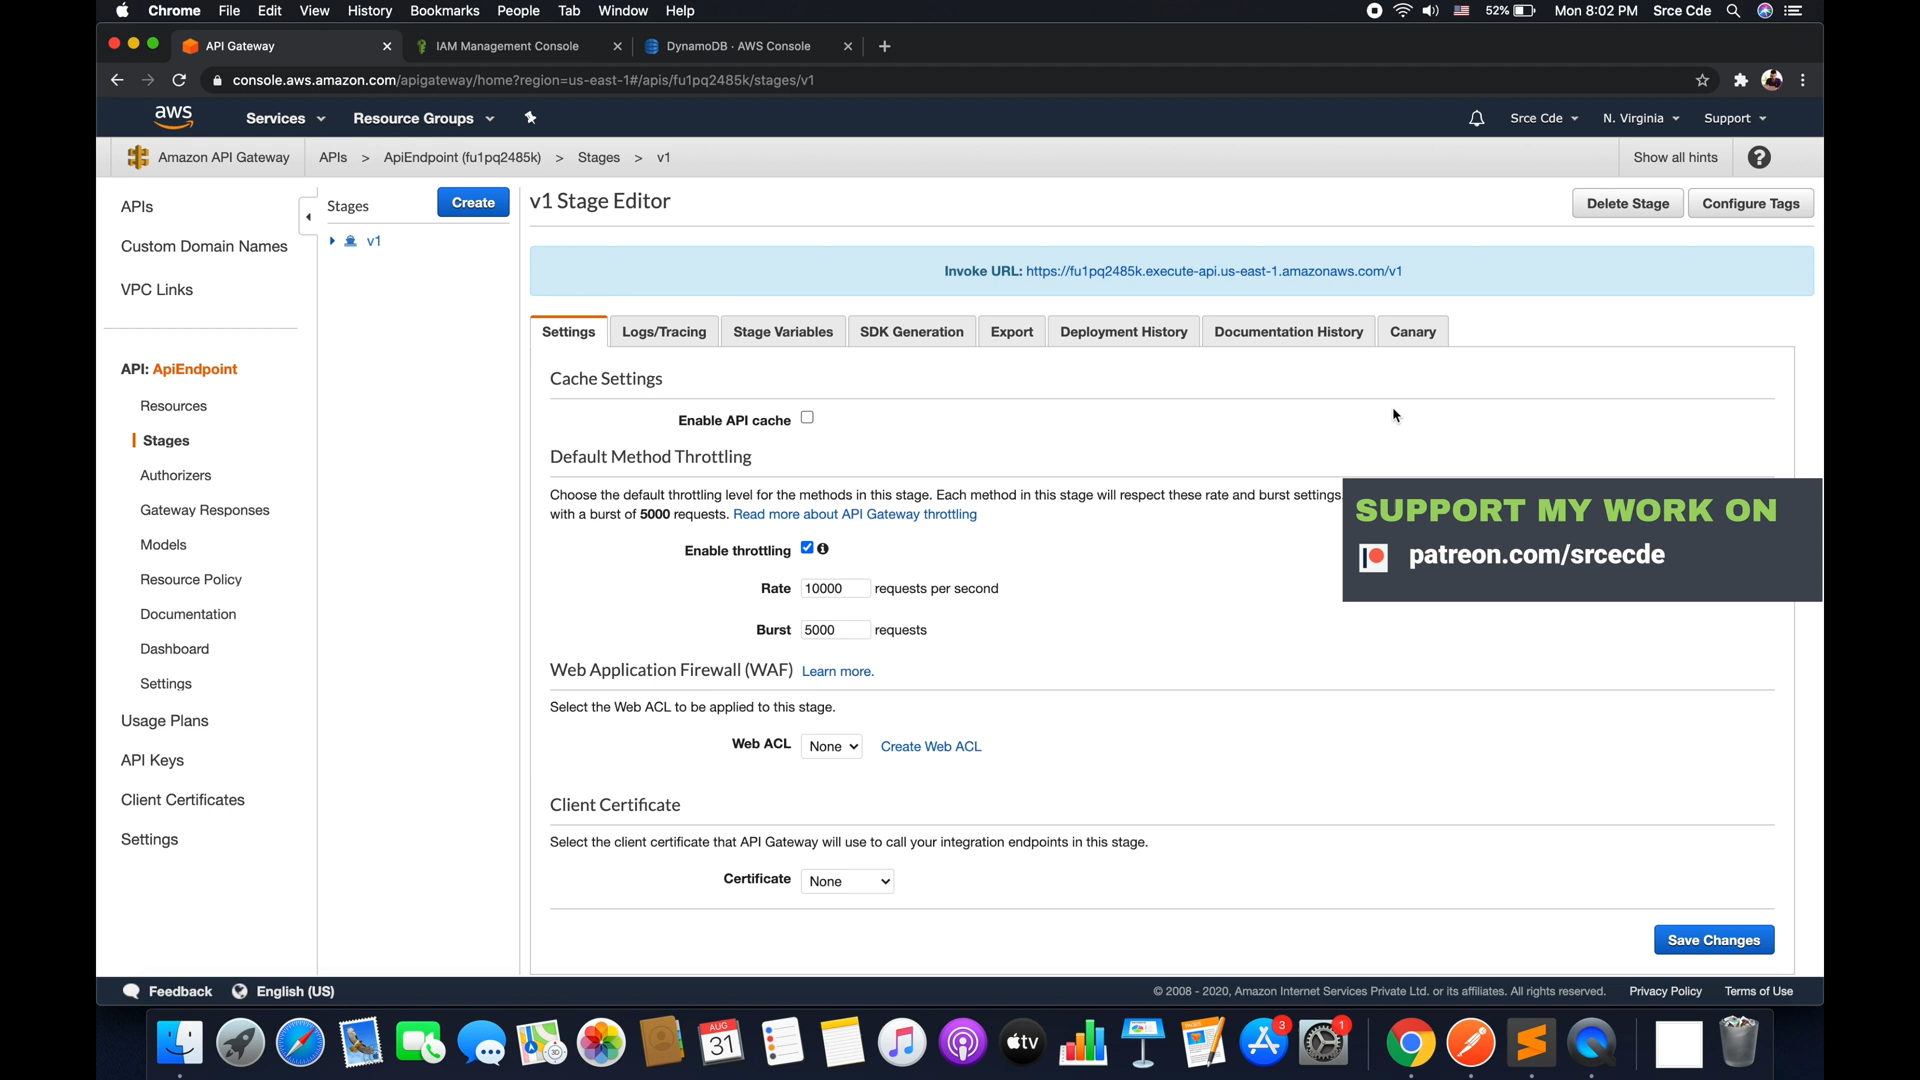 Chrome File Edit View History Bookmarks People Tab Window Help
52% Mon 8:02 PM Srce Cde
API Gateway
IAM Management Console
DynamoDB · AWS Console
console.aws.amazon.com/apigateway/home?region=us-east-1#/apis/fu1pq2485k/stages/v1
aws Services Resource Groups
Srce Cde N. Virginia Support
Amazon API Gateway APIs > ApiEndpoint (fu1pq2485k) > Stages > v1
Show all hints ?
APIs
Custom Domain Names
VPC Links
API: ApiEndpoint
Resources
Stages
Authorizers
Gateway Responses
Models
Resource Policy
Documentation
Dashboard
Settings
Usage Plans
API Keys
Client Certificates
Settings
Stages Create
v1
v1 Stage Editor
Delete Stage Configure Tags
Invoke URL: https://fu1pq2485k.execute-api.us-east-1.amazonaws.com/v1
Settings Logs/Tracing Stage Variables SDK Generation Export Deployment History Documentation History Canary
Cache Settings
Enable API cache
Default Method Throttling
Choose the default throttling level for the methods in this stage. Each method in this stage will respect these rate and burst settings.
with a burst of 5000 requests. Read more about API Gateway throttling
Enable throttling
Rate 10000 requests per second
Burst 5000 requests
SUPPORT MY WORK ON
patreon.com/srcecde
Web Application Firewall (WAF) Learn more.
Select the Web ACL to be applied to this stage.
Web ACL None Create Web ACL
Client Certificate
Select the client certificate that API Gateway will use to call your integration endpoints in this stage.
Certificate None
Save Changes
Feedback English (US)
© 2008 - 2020, Amazon Internet Services Private Ltd. or its affiliates. All rights reserved. Privacy Policy Terms of Use
AUG
31
3D
tv
PAGES
3
1